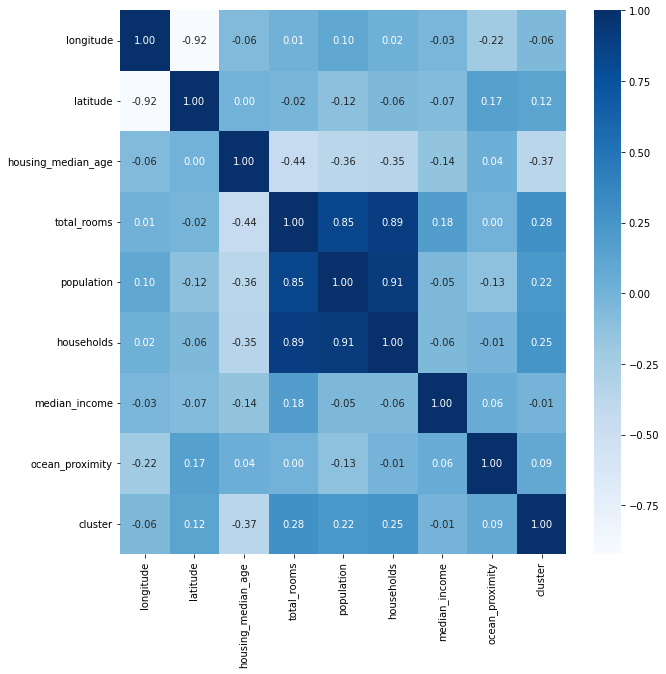 longitude 1.00 -0.92 -0.06 0.01 0.10 0.02 -0.03 -0.22 -0.06
latitude -0.92 1.00 0.00 -0.02 -0.12 -0.06 -0.07 0.17 0.12
housing_median_age -0.06 0.00 1.00 -0.44 -0.36 -0.35 -0.14 0.04 -0.37
total_rooms 0.01 -0.02 -0.44 1.00 0.85 0.89 0.18 0.00 0.28
population 0.10 -0.12 -0.36 0.85 1.00 0.91 -0.05 -0.13 0.22
households 0.02 -0.06 -0.35 0.89 0.91 1.00 -0.06 -0.01 0.25
median_income -0.03 -0.07 -0.14 0.18 -0.05 -0.06 1.00 0.06 -0.01
ocean_proximity -0.22 0.17 0.04 0.00 -0.13 -0.01 0.06 1.00 0.09
cluster -0.06 0.12 -0.37 0.28 0.22 0.25 -0.01 0.09 1.00
longitude
latitude
housing_median_age
total_rooms
population
households
median_income
ocean_proximity
cluster
1.00
0.75
0.50
0.25
0.00
−0.25
−0.50
−0.75